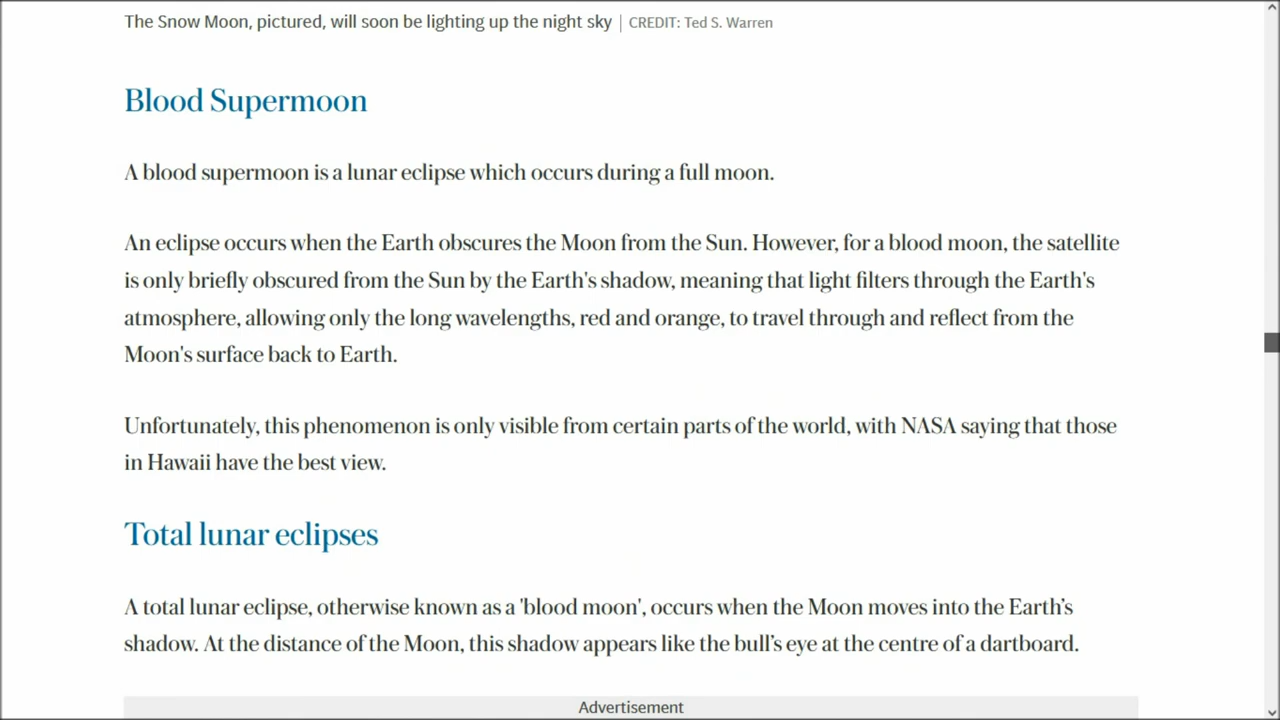 The Snow Moon, pictured, will soon be lighting up the night sky | CREDIT: Ted S. Warren
Blood Supermoon
A blood supermoon is a lunar eclipse which occurs during a full moon.
An eclipse occurs when the Earth obscures the Moon from the Sun. However, for a blood moon, the satellite
is only briefly obscured from the Sun by the Earth's shadow, meaning that light filters through the Earth's
atmosphere, allowing only the long wavelengths, red and orange, to travel through and reflect from the
Moon's surface back to Earth.
Unfortunately, this phenomenon is only visible from certain parts of the world, with NASA saying that those
in Hawaii have the best view.
Total lunar eclipses
A total lunar eclipse, otherwise known as a 'blood moon', occurs when the Moon moves into the Earth’s
shadow. At the distance of the Moon, this shadow appears like the bull’s eye at the centre of a dartboard.
Advertisement